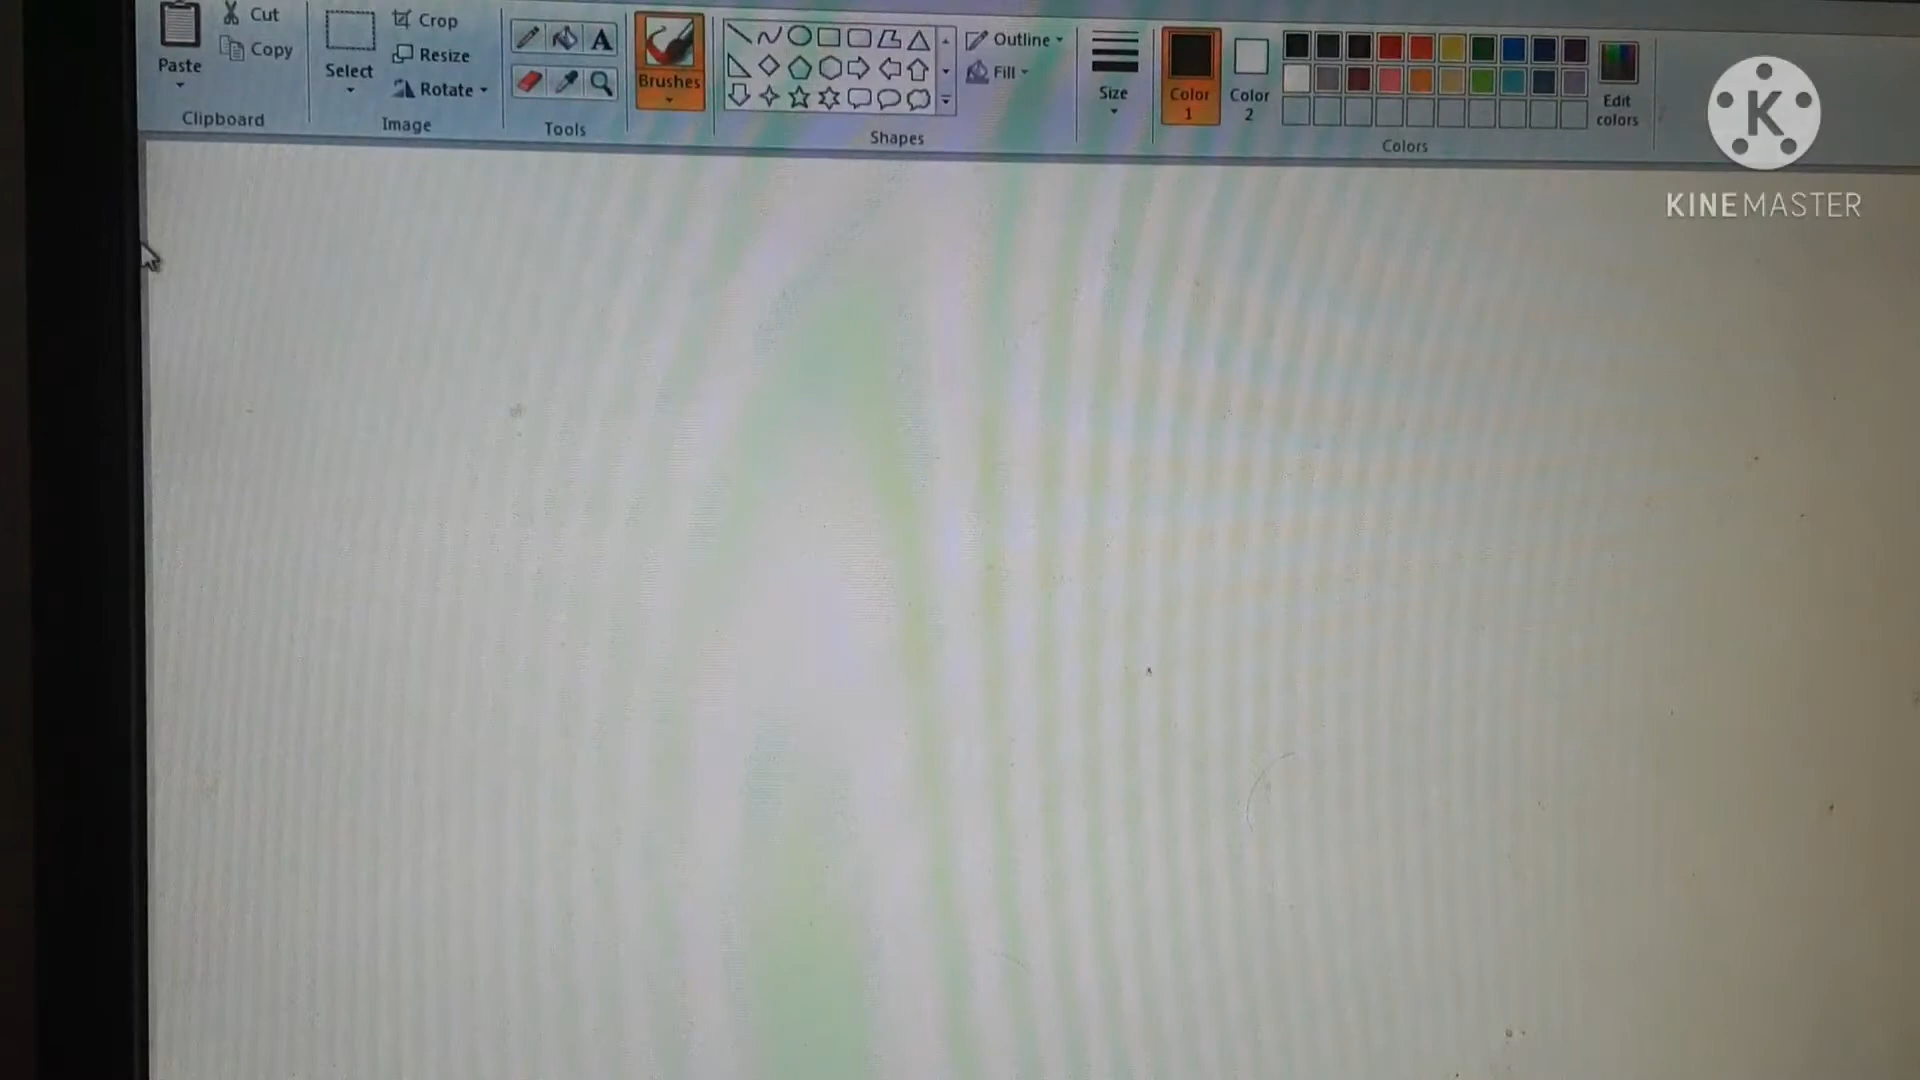 Paste
Cut
Copy
Clipboard
Select
Crop
Resize
Rotate
Image
A
Tools
Brushes
Outline
Fill
Shapes
Size
Color
1
Color
2
Edit
colors
Colors
K
KINEMASTER